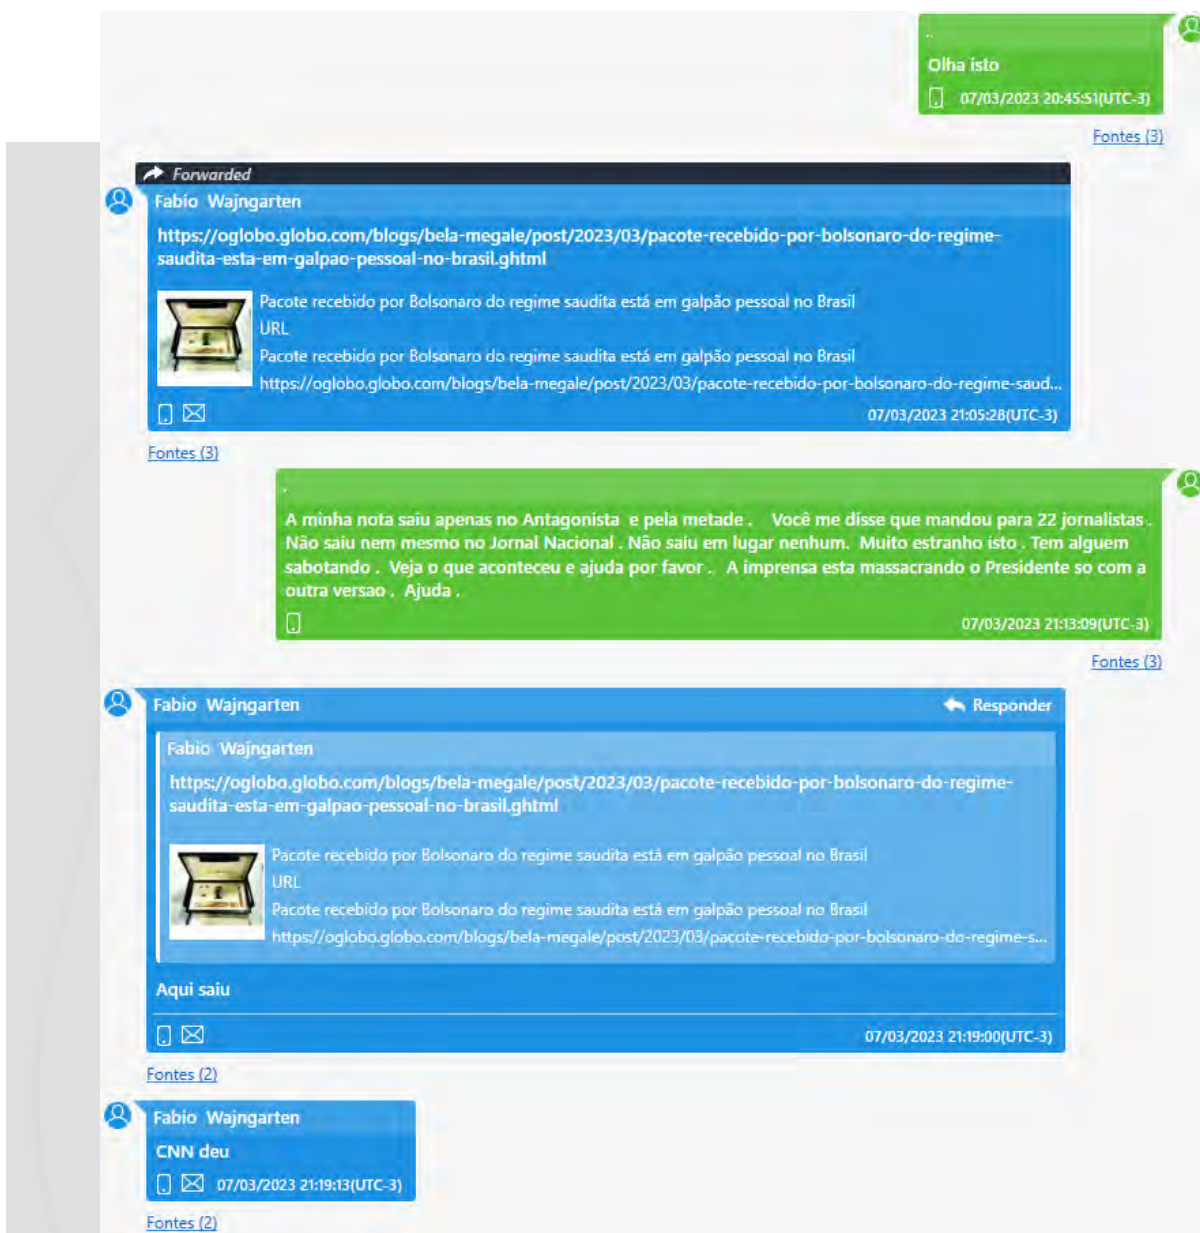 .
Olha isto
07/03/2023 20:45:51(UTC-3)
Fontes (3)
Forwarded
Fabio Wajngarten
https://oglobo.globo.com/blogs/bela-megale/post/2023/03/pacote-recebido-por-bolsonaro-do-regime-
saudita-esta-em-galpao-pessoal-no-brasil.ghtml
Pacote recebido por Bolsonaro do regime saudita está em galpão pessoal no Brasil
URL
Pacote recebido por Bolsonaro do regime saudita está em galpão pessoal no Brasil
https://oglobo.globo.com/blogs/bela-megale/post/2023/03/pacote-recebido-por-bolsonaro-do-regime-saud...
07/03/2023 21:05:28(UTC-3)
Fontes (3)
.
A minha nota saiu apenas no Antagonista e pela metade . Você me disse que mandou para 22 jornalistas .
Não saiu nem mesmo no Jornal Nacional . Não saiu em lugar nenhum. Muito estranho isto . Tem alguem
sabotando . Veja o que aconteceu e ajuda por favor . A imprensa esta massacrando o Presidente so com a
outra versao . Ajuda .
07/03/2023 21:13:09(UTC-3)
Fontes (3)
Fabio Wajngarten
Responder
Fabio Wajngarten
https://oglobo.globo.com/blogs/bela-megale/post/2023/03/pacote-recebido-por-bolsonaro-do-regime-
saudita-esta-em-galpao-pessoal-no-brasil.ghtml
Pacote recebido por Bolsonaro do regime saudita está em galpão pessoal no Brasil
URL
Pacote recebido por Bolsonaro do regime saudita está em galpão pessoal no Brasil
https://oglobo.globo.com/blogs/bela-megale/post/2023/03/pacote-recebido-por-bolsonaro-do-regime-s...
Aqui saiu
07/03/2023 21:19:00(UTC-3)
Fontes (2)
Fabio Wajngarten
CNN deu
07/03/2023 21:19:13(UTC-3)
Fontes (2)